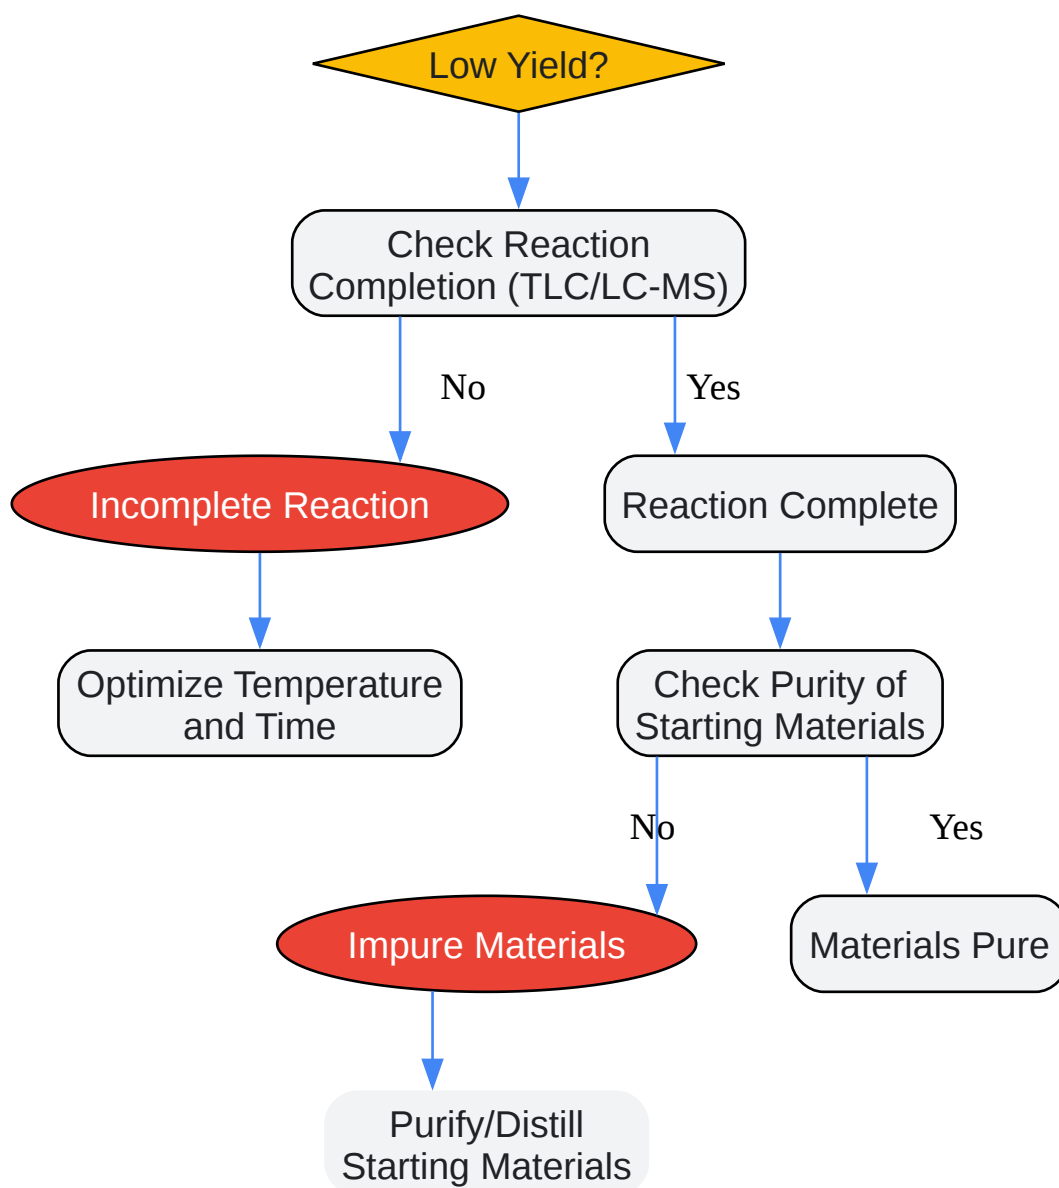 Low Yield?
Check Reaction
Completion (TLC/LC-MS)
No
Yes
Incomplete Reaction
Reaction Complete
Optimize Temperature
and Time
Check Purity of
Starting Materials
No
Yes
Impure Materials
Materials Pure
Purify/Distill
Starting Materials